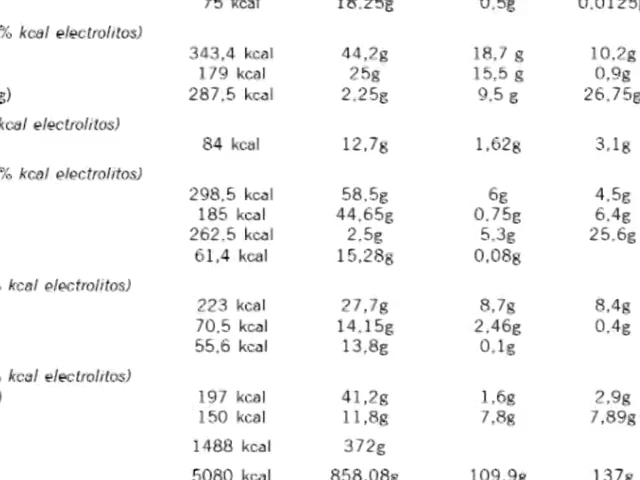 75 kcal 18,25g 0,5g 0,0125g
% kcal electrolitos)
343,4 kcal 44,2g 18,7 g 10,2g
179 kcal 25g 15,5 g 0,9g
g) 287,5 kcal 2,25g 9,5 g 26,75g
kcal electrolitos)
84 kcal 12,7g 1,62g 3,1g
% kcal electrolitos)
298,5 kcal 58,5g 6g 4,5g
185 kcal 44,65g 0,75g 6,4g
262,5 kcal 2,5g 5,3g 25,6g
61,4 kcal 15,28g 0,08g
kcal electrolitos)
223 kcal 27,7g 8,7g 8,4g
70,5 kcal 14,15g 2,46g 0,4g
55,6 kcal 13,8g 0,1g
kcal electrolitos)
) 197 kcal 41,2g 1,6g 2,9g
150 kcal 11,8g 7,8g 7,89g
1488 kcal 372g
5080 kcal 858,08g 109,9g 137g